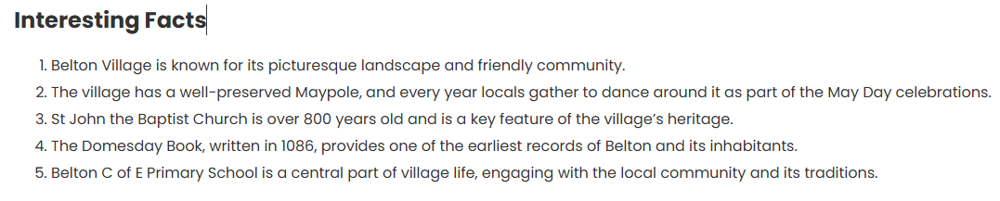 Interesting Facts
1. Belton Village is known for its picturesque landscape and friendly community.
2. The village has a well-preserved Maypole, and every year locals gather to dance around it as part of the May Day celebrations.
3. St John the Baptist Church is over 800 years old and is a key feature of the village's heritage.
4. The Domesday Book, written in 1086, provides one of the earliest records of Belton and its inhabitants.
5. Belton C of E Primary School is a central part of village life, engaging with the local community and its traditions.